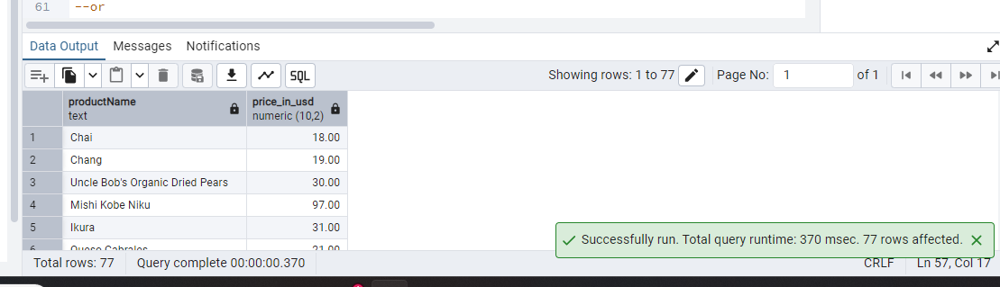 61 --or
Data Output Messages Notifications
SQL Showing rows: 1 to 77 Page No: 1 of 1
productName price_in_usd
text numeric (10,2)
1 Chai 18.00
2 Chang 19.00
3 Uncle Bob's Organic Dried Pears 30.00
4 Mishi Kobe Niku 97.00
5 Ikura 31.00
6 Queso Cabrales 21.00
Successfully run. Total query runtime: 370 msec. 77 rows affected.
Total rows: 77 Query complete 00:00:00.370 CRLF Ln 57, Col 17